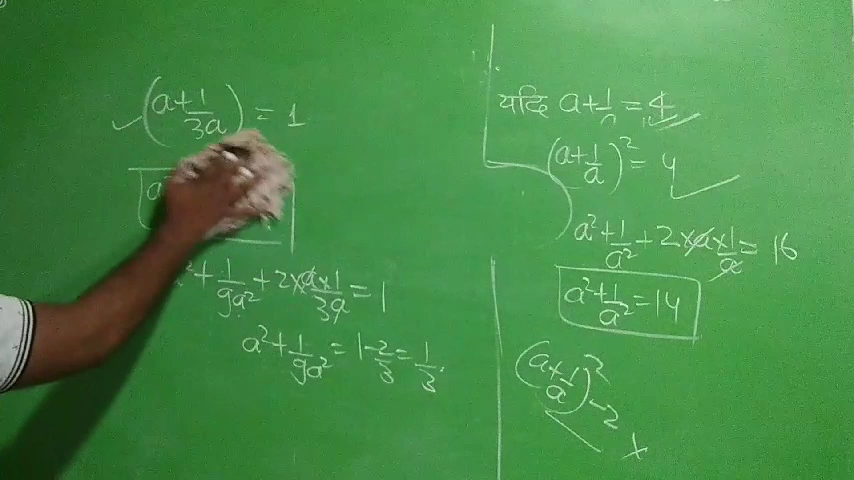 (a+1/3a) = 1
a² + 1/9a² + 2×a×1/3a = 1
a² + 1/9a² = 1-2/3 = 1/3.
यदि a+1/a = 4
(a+1/a)² = 4
a²+1/a²+2×a×1/a = 16
a²+1/a² = 14
(a+1/a)²-2